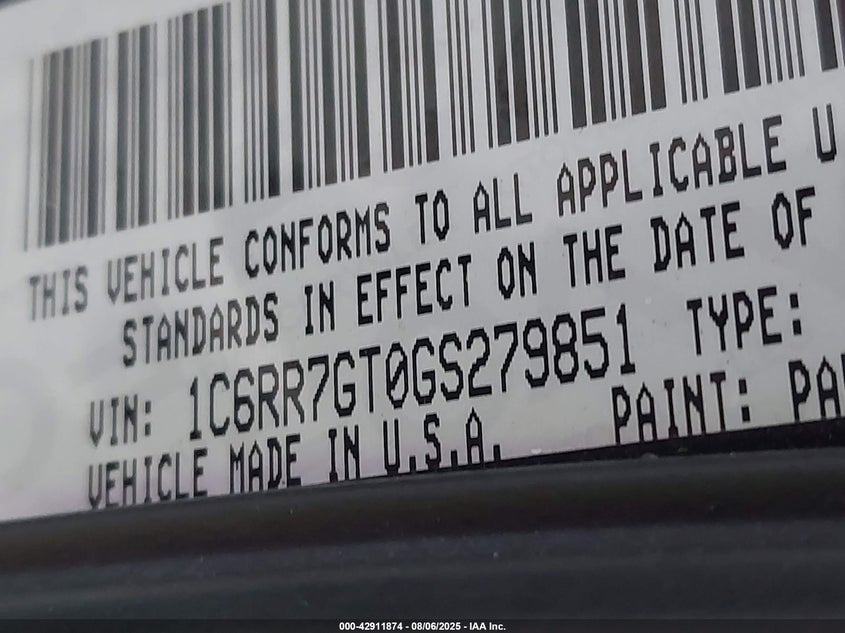 THIS VEHICLE CONFORMS TO ALL APPLICABLE U
STANDARDS IN EFFECT ON THE DATE OF
VIN: 1C6RR7GT0GS279851 TYPE:
VEHICLE MADE IN U.S.A. PAINT: PA
000-42911874 - 08/06/2025 - IAA Inc.